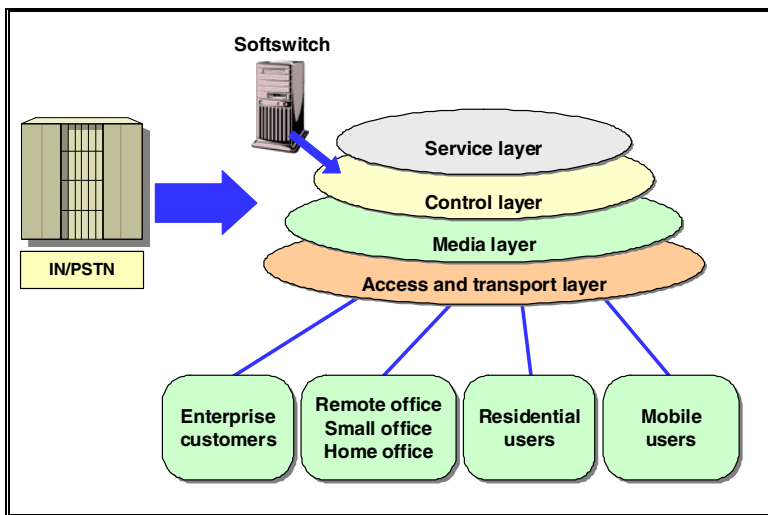 Softswitch
Service layer
Control layer
Media layer
IN/PSTN
Access and transport layer
Enterprise
customers
Remote office
Small office
Home office
Residential
users
Mobile
users